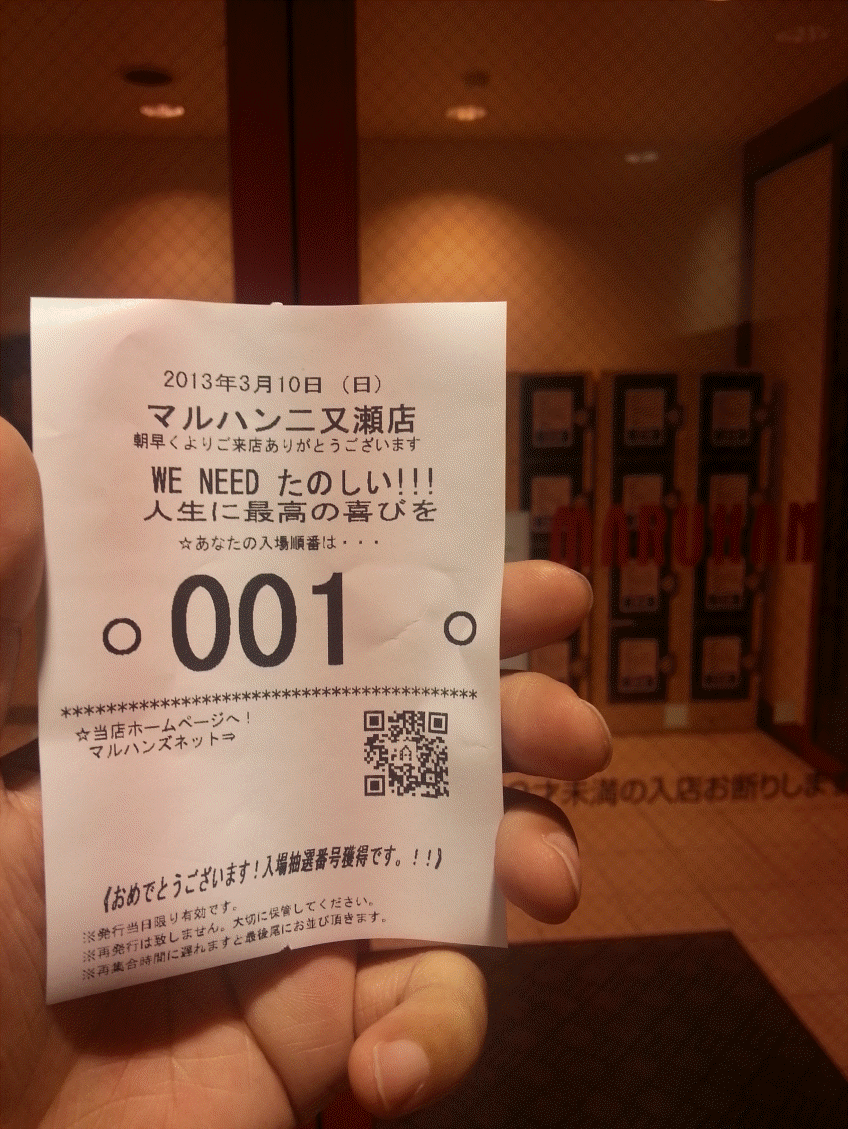 2013年3月10日（日）
マルハン二又瀬店
朝早くよりご来店ありがとうございます
WE NEED たのしい!!!
人生に最高の喜びを
☆あなたの入場順番は・・・
○ 001 ○
**************************************
☆当店ホームページへ！
マルハンズネット⇒
《おめでとうございます！入場抽選番号獲得です。！！》
※発行当日限り有効です。
※再発行は致しません。大切に保管してください。
※再集合時間に遅れますと最後尾にお並び頂きます。
MARUHAN
才未満の入店お断りします